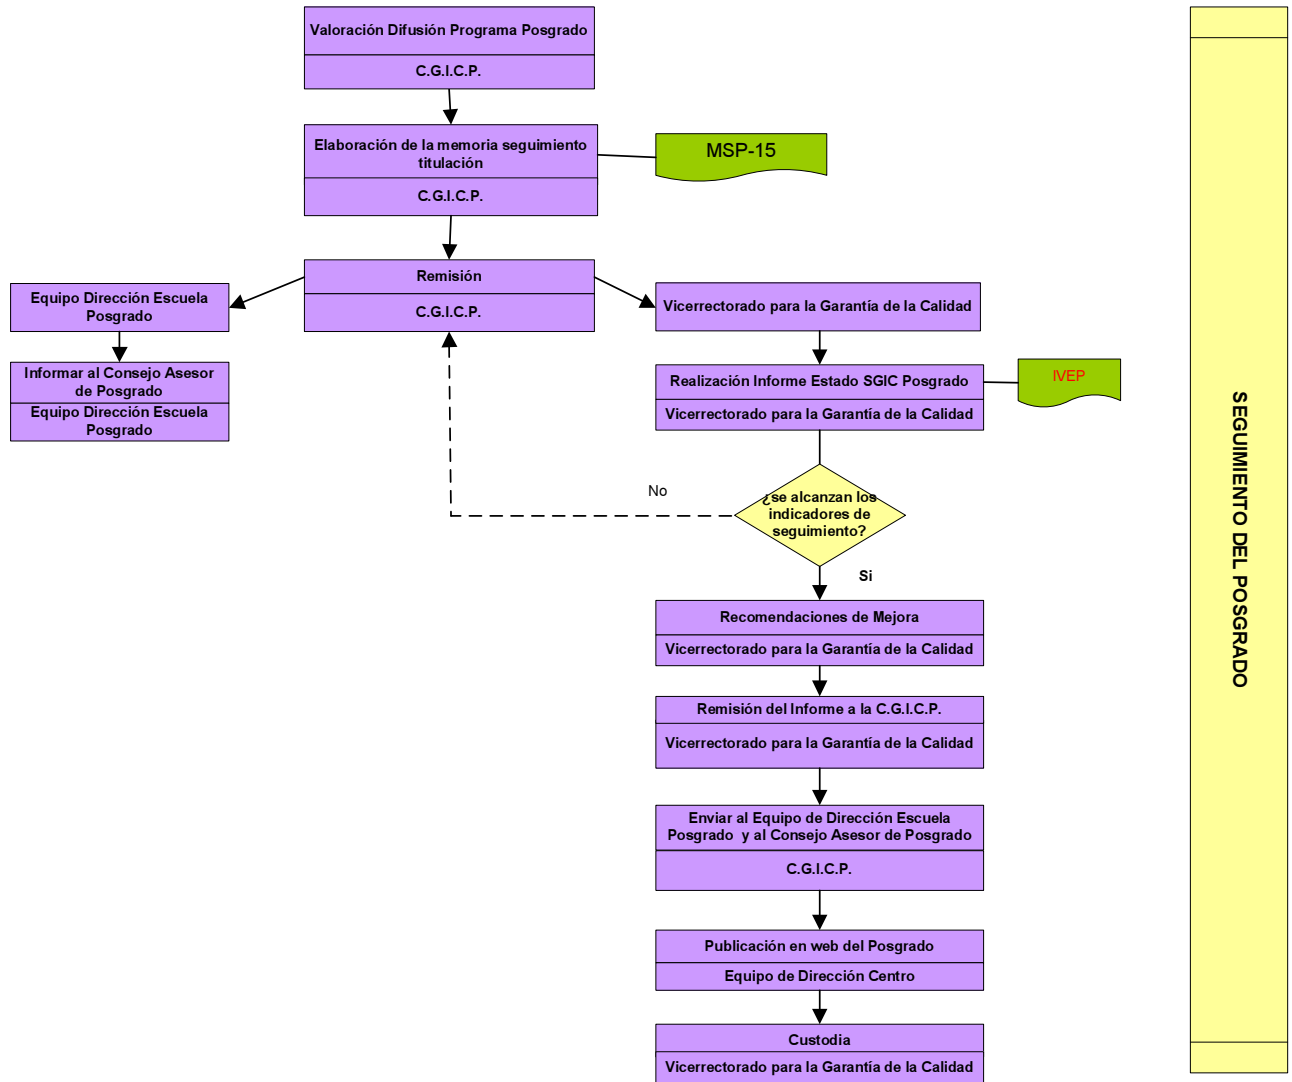 Valoración Difusión Programa Posgrado
C.G.I.C.P.
Elaboración de la memoria seguimiento
titulación
C.G.I.C.P.
MSP-15
Remisión
C.G.I.C.P.
Equipo Dirección Escuela
Posgrado
Informar al Consejo Asesor
de Posgrado
Equipo Dirección Escuela
Posgrado
Vicerrectorado para la Garantía de la Calidad
Realización Informe Estado SGIC Posgrado
Vicerrectorado para la Garantía de la Calidad
IVEP
¿se alcanzan los
indicadores de
seguimiento?
No
Si
Recomendaciones de Mejora
Vicerrectorado para la Garantía de la Calidad
Remisión del Informe a la C.G.I.C.P.
Vicerrectorado para la Garantía de la Calidad
Enviar al Equipo de Dirección Escuela
Posgrado y al Consejo Asesor de Posgrado
C.G.I.C.P.
Publicación en web del Posgrado
Equipo de Dirección Centro
Custodia
Vicerrectorado para la Garantía de la Calidad
SEGUIMIENTO DEL POSGRADO